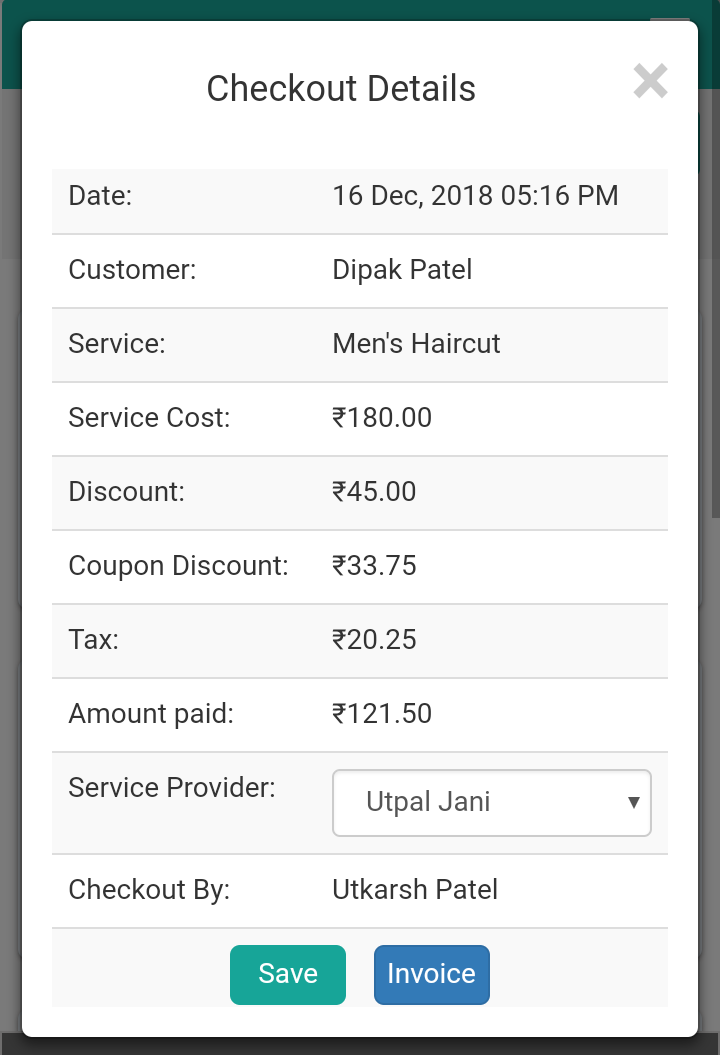 Checkout Details
×
Date: 16 Dec, 2018 05:16 PM
Customer: Dipak Patel
Service: Men's Haircut
Service Cost: ₹180.00
Discount: ₹45.00
Coupon Discount: ₹33.75
Tax: ₹20.25
Amount paid: ₹121.50
Service Provider: Utpal Jani
Checkout By: Utkarsh Patel
Save Invoice